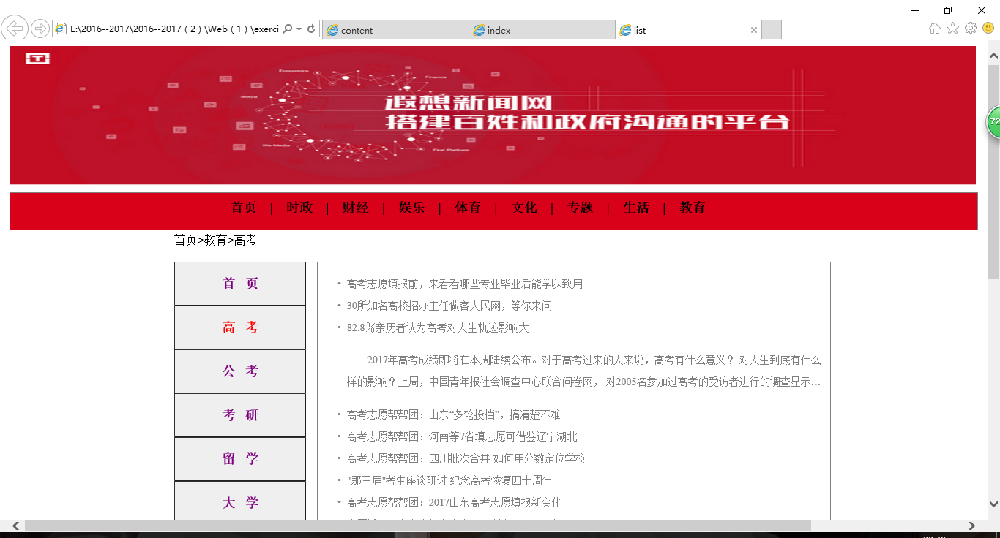 E:\2016--2017\2016--2017 ( 2 ) \Web ( 1 ) \exerci
content
index
list
T
Economics
Finance
Media
遐想新闻网
搭建百姓和政府沟通的平台
We-Media
First Platform
72
首页 | 时政 | 财经 | 娱乐 | 体育 | 文化 | 专题 | 生活 | 教育
首页>教育>高考
首 页
高 考
公 考
考 研
留 学
大 学
· 高考志愿填报前，来看看哪些专业毕业后能学以致用
· 30所知名高校招办主任做客人民网，等你来问
· 82.8%亲历者认为高考对人生轨迹影响大
2017年高考成绩即将在本周陆续公布。对于高考过来的人来说，高考有什么意义？ 对人生到底有什么
样的影响？上周，中国青年报社会调查中心联合问卷网， 对2005名参加过高考的受访者进行的调查显示…
· 高考志愿帮帮团：山东“多轮投档”，搞清楚不难
· 高考志愿帮帮团：河南等7省填志愿可借鉴辽宁湖北
· 高考志愿帮帮团：四川批次合并 如何用分数定位学校
· "那三届"考生座谈研讨 纪念高考恢复四十周年
· 高考志愿帮帮团：2017山东高考志愿填报新变化